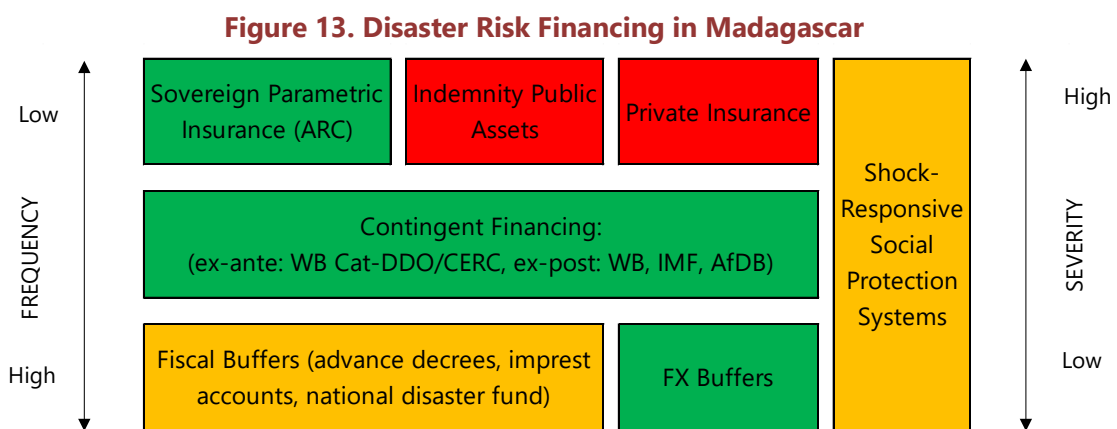 Figure 13. Disaster Risk Financing in Madagascar
Low
FREQUENCY
High
Sovereign Parametric
Insurance (ARC)
Indemnity Public
Assets
Private Insurance
Contingent Financing:
(ex-ante: WB Cat-DDO/CERC, ex-post: WB, IMF, AfDB)
Fiscal Buffers (advance decrees, imprest
accounts, national disaster fund)
FX Buffers
Shock-
Responsive
Social
Protection
Systems
High
SEVERITY
Low